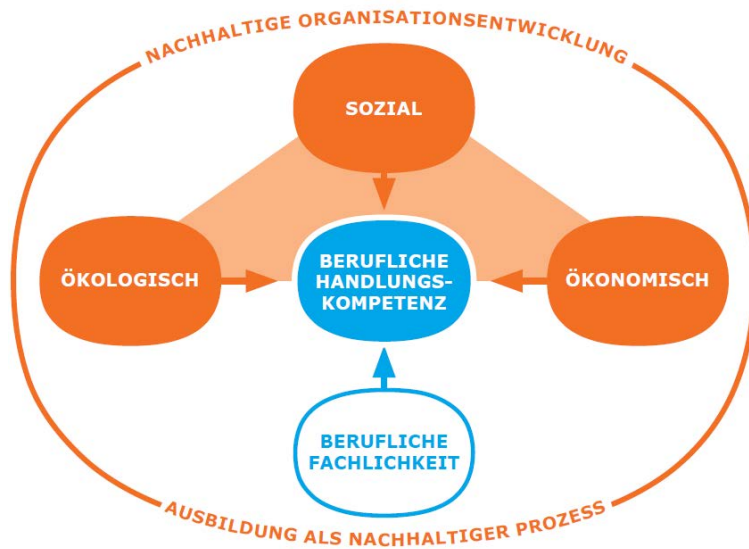 NACHHALTIGE ORGANISATIONSENTWICKLUNG
SOZIAL
ÖKOLOGISCH
BERUFLICHE
HANDLUNGS-
KOMPETENZ
ÖKONOMISCH
BERUFLICHE
FACHLICHKEIT
AUSBILDUNG ALS NACHHALTIGER PROZESS